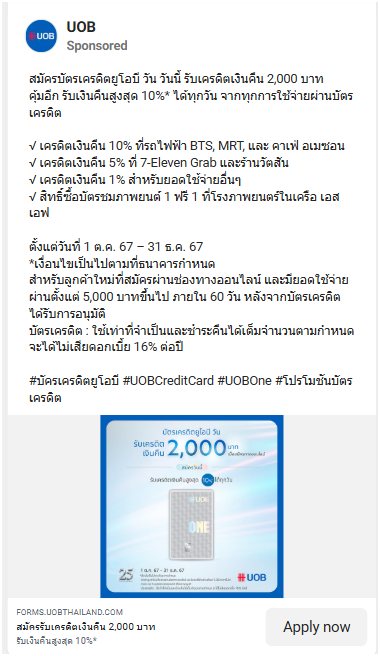 UOB
UOB
Sponsored
สมัครบัตรเครดิตยูโอบี วัน วันนี้ รับเครดิตเงินคืน 2,000 บาท
คุ้มอีก รับเงินคืนสูงสุด 10%* ได้ทุกวัน จากทุกการใช้จ่ายผ่านบัตร
เครดิต
√ เครดิตเงินคืน 10% ที่รถไฟฟ้า BTS, MRT, และ คาเฟ่ อเมซอน
√ เครดิตเงินคืน 5% ที่ 7-Eleven Grab และร้านวัตสัน
√ เครดิตเงินคืน 1% สำหรับยอดใช้จ่ายอื่นๆ
√ สิทธิ์ซื้อบัตรชมภาพยนต์ 1 ฟรี 1 ที่โรงภาพยนตร์ในเครือ เอส
เอฟ
ตั้งแต่วันที่ 1 ต.ค. 67 – 31 ธ.ค. 67
*เงื่อนไขเป็นไปตามที่ธนาคารกำหนด
สำหรับลูกค้าใหม่ที่สมัครผ่านช่องทางออนไลน์ และมียอดใช้จ่าย
ผ่านตั้งแต่ 5,000 บาทขึ้นไป ภายใน 60 วัน หลังจากบัตรเครดิต
ได้รับการอนุมัติ
บัตรเครดิต : ใช้เท่าที่จำเป็นและชำระคืนได้เต็มจำนวนตามกำหนด
จะได้ไม่เสียดอกเบี้ย 16% ต่อปี
#บัครเครดิตยูโอบี #UOBCreditCard #UOBOne #โปรโมชันบัตร
เครดิต
บัตรเครดิตยูโอบี วัน
รับเครดิต
เงินคืน 2,000 บาท
สมัครวันนี้
รับเครดิตเงินคืนสูงสุด 10% ได้ทุกวัน
UOB
ONE
25
1 ต.ค. 67 – 31 ธ.ค. 67
UOB
FORMS.UOBTHAILAND.COM
สมัครรับเครดิตเงินคืน 2,000 บาท
รับเงินคืนสูงสุด 10%*
Apply now